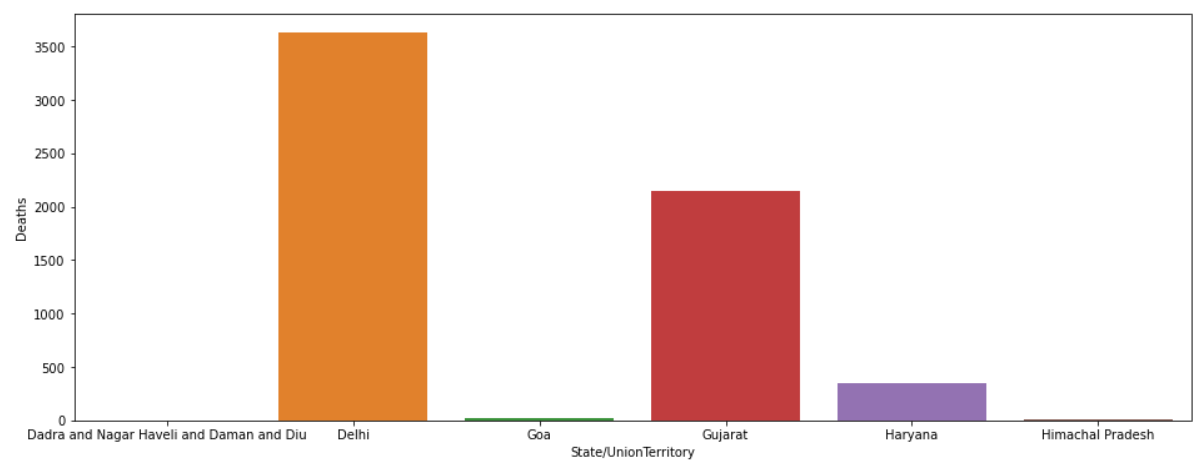 3500
3000
2500
2000
1500
1000
500
0
Deaths
Dadra and Nagar Haveli and Daman and Diu Delhi Goa Gujarat Haryana Himachal Pradesh
State/UnionTerritory